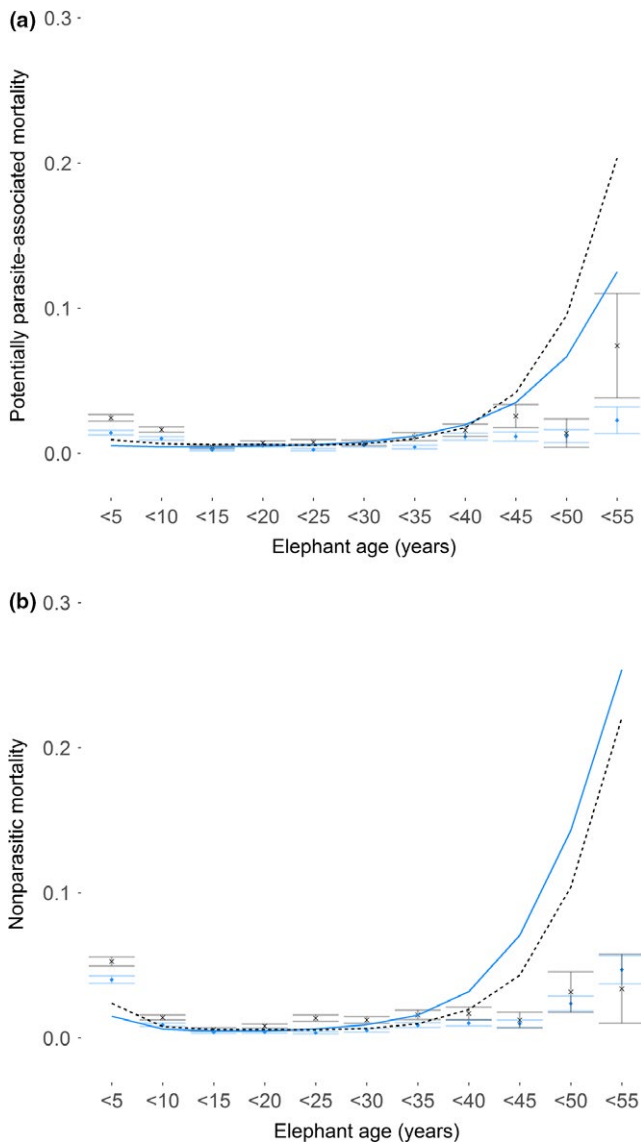 (a)
0.3
0.2
0.1
0.0
Potentially parasite-associated mortality
<5 <10 <15 <20 <25 <30 <35 <40 <45 <50 <55
Elephant age (years)
(b)
0.3
0.2
0.1
0.0
Nonparasitic mortality
<5 <10 <15 <20 <25 <30 <35 <40 <45 <50 <55
Elephant age (years)